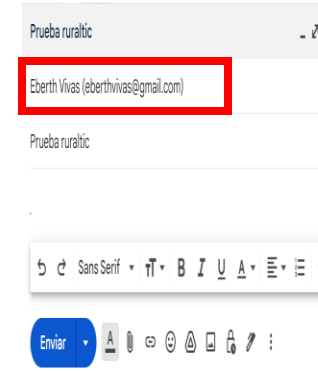 Prueba ruraltic
Eberth Vivas (eberthvivas@gmail.com)
Prueba ruraltic
.
Sans Serif
B I U A
Enviar A